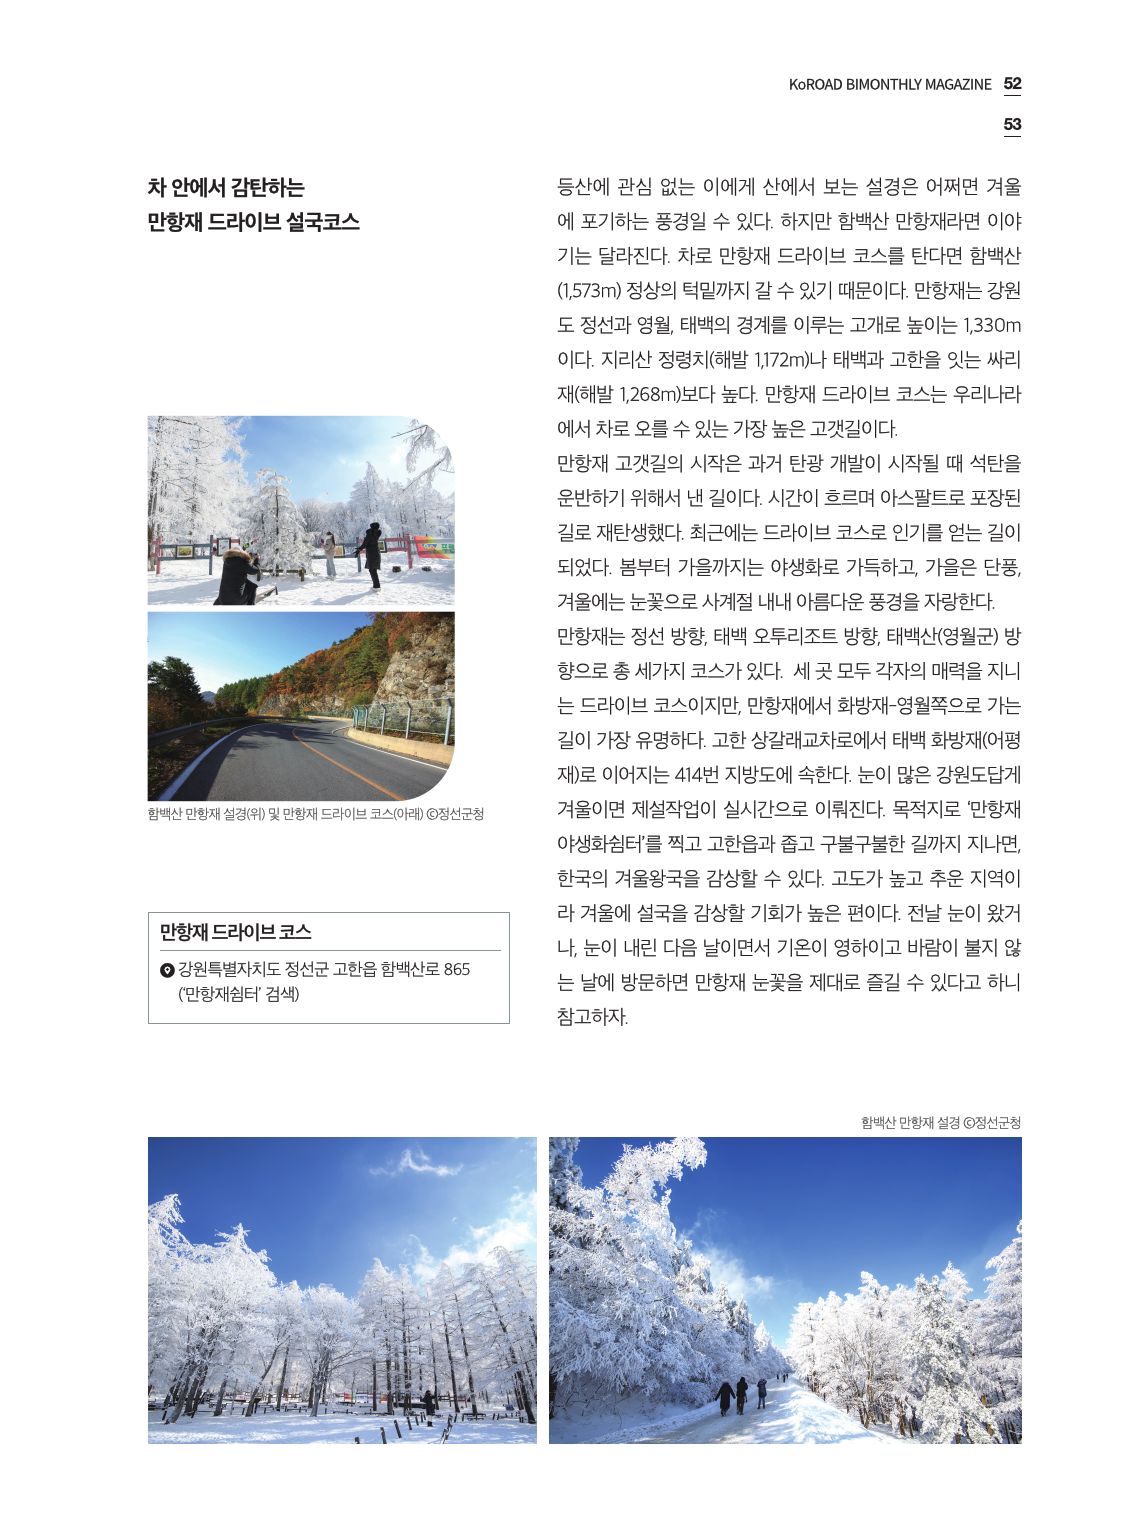 KoROAD BIMONTHLY MAGAZINE 52
53
차 안에서 감탄하는
만항재 드라이브 설국코스
등산에 관심 없는 이에게 산에서 보는 설경은 어쩌면 겨울
에 포기하는 풍경일 수 있다. 하지만 함백산 만항재라면 이야
기는 달라진다. 차로 만항재 드라이브 코스를 탄다면 함백산
(1,573m) 정상의 턱밑까지 갈 수 있기 때문이다. 만항재는 강원
도 정선과 영월, 태백의 경계를 이루는 고개로 높이는 1,330m
이다. 지리산 정령치(해발 1,172m)나 태백과 고한을 잇는 싸리
재(해발 1,268m)보다 높다. 만항재 드라이브 코스는 우리나라
에서 차로 오를 수 있는 가장 높은 고갯길이다.
만항재 고갯길의 시작은 과거 탄광 개발이 시작될 때 석탄을
운반하기 위해서 낸 길이다. 시간이 흐르며 아스팔트로 포장된
길로 재탄생했다. 최근에는 드라이브 코스로 인기를 얻는 길이
되었다. 봄부터 가을까지는 야생화로 가득하고, 가을은 단풍,
겨울에는 눈꽃으로 사계절 내내 아름다운 풍경을 자랑한다.
만항재는 정선 방향, 태백 오투리조트 방향, 태백산(영월군) 방
향으로 총 세가지 코스가 있다. 세 곳 모두 각자의 매력을 지니
는 드라이브 코스이지만, 만항재에서 화방재-영월쪽으로 가는
길이 가장 유명하다. 고한 상갈래교차로에서 태백 화방재(어평
재)로 이어지는 414번 지방도에 속한다. 눈이 많은 강원도답게
겨울이면 제설작업이 실시간으로 이뤄진다. 목적지로 ‘만항재
야생화쉼터’를 찍고 고한읍과 좁고 구불구불한 길까지 지나면,
한국의 겨울왕국을 감상할 수 있다. 고도가 높고 추운 지역이
라 겨울에 설국을 감상할 기회가 높은 편이다. 전날 눈이 왔거
나, 눈이 내린 다음 날이면서 기온이 영하이고 바람이 불지 않
는 날에 방문하면 만항재 눈꽃을 제대로 즐길 수 있다고 하니
참고하자.
함백산 만항재 설경(위) 및 만항재 드라이브 코스(아래) ©정선군청
만항재 드라이브 코스
강원특별자치도 정선군 고한읍 함백산로 865
(‘만항재쉼터’ 검색)
함백산 만항재 설경 ©정선군청